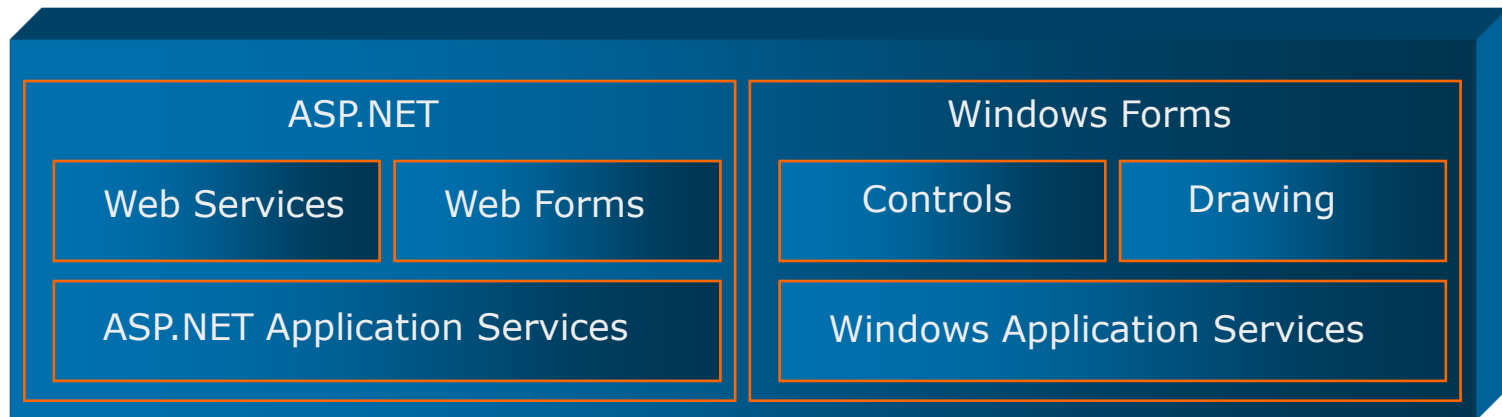 ASP.NET
Web Services
Web Forms
ASP.NET Application Services
Windows Forms
Controls
Drawing
Windows Application Services